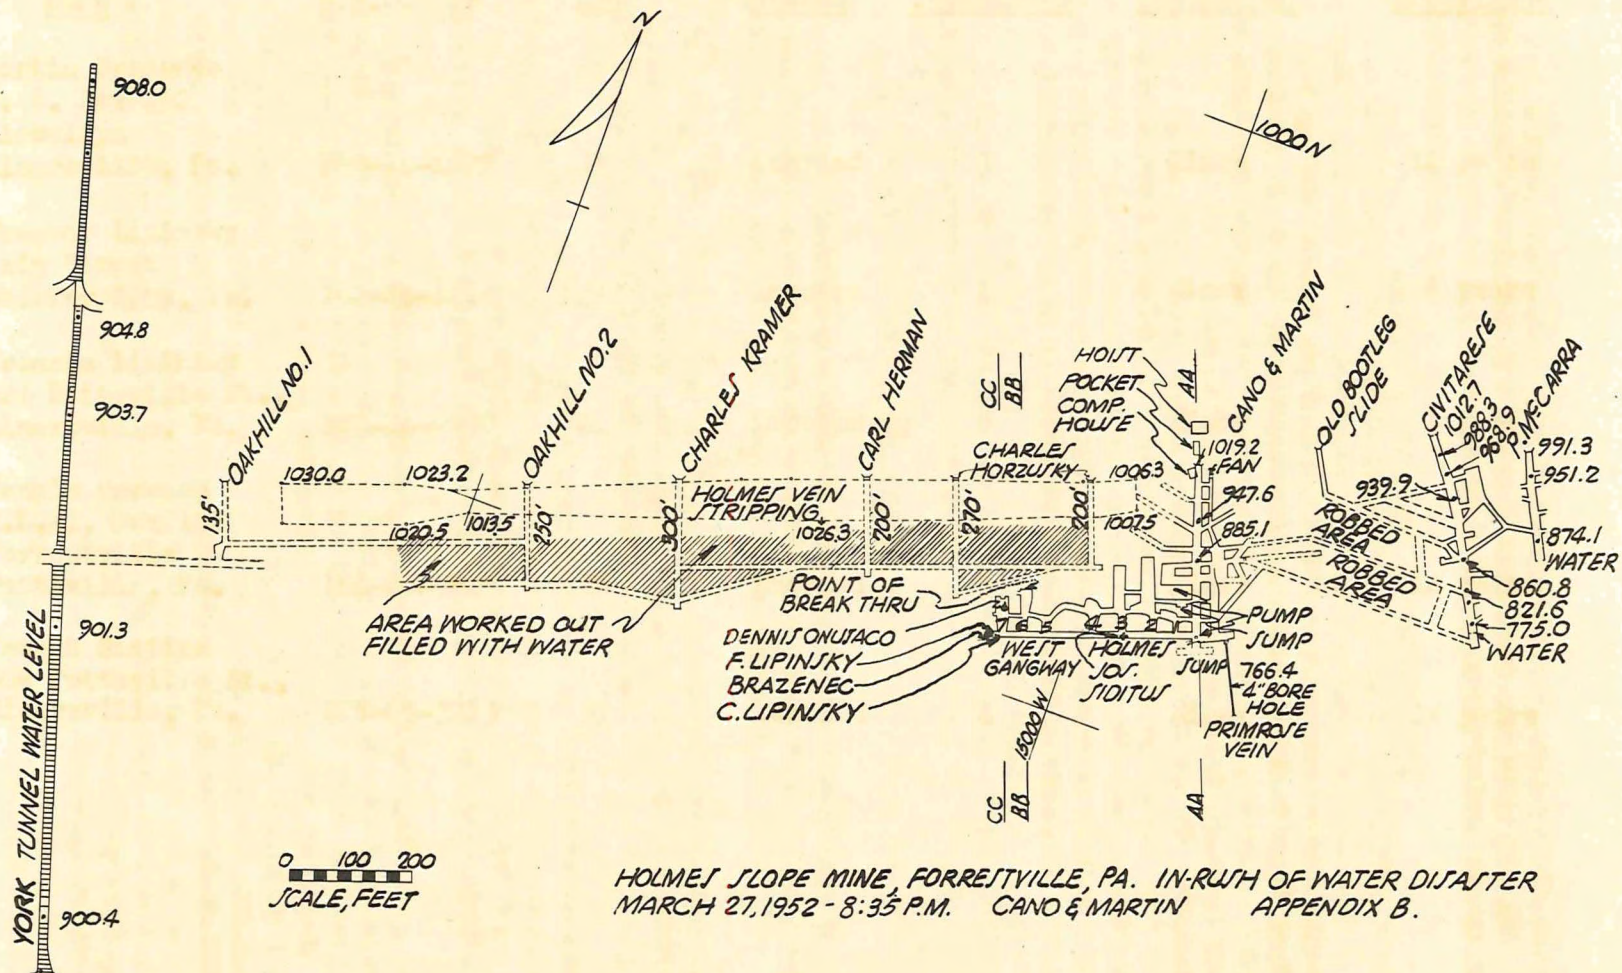 N
908.0
1000 N
904.8
903.7
OAKHILL NO.1
OAKHILL NO.2
CHARLES KRAMER
CARL HERMAN
CC
BB
HOIST
POCKET
COMP.
HOUSE
AA
CANO & MARTIN
OLD BOOTLEG
SLIDE
CIVITARESE
1012.7
988.3
968.9
P. McCARRA
991.3
951.2
1019.2
FAN
CHARLES
HORZUSKY
1006.3
947.6
939.9
1030.0
1023.2
HOLMES VEIN
STRIPPING
135'
1020.5
1013.5
250'
300'
1026.3
200'
270'
200'
1007.5
885.1
ROBBED
AREA
ROBBED
AREA
874.1
WATER
860.8
821.6
775.0
WATER
AREA WORKED OUT
FILLED WITH WATER
POINT OF
BREAK THRU
DENNIS ONUSACO
F. LIPINSKY
BRAZENEC
C. LIPINSKY
7 6 5 4 3 2 1
WEST
GANGWAY
HOLMES
JOS.
SIDITUS
SUMP
PUMP
SUMP
766.4
4" BORE
HOLE
PRIMROSE
VEIN
15000 W
CC
BB
AA
901.3
YORK TUNNEL WATER LEVEL
900.4
0 100 200
SCALE, FEET
HOLMES SLOPE MINE, FORRESTVILLE, PA. IN-RUSH OF WATER DISASTER
MARCH 27, 1952 - 8:35 P.M. CANO & MARTIN APPENDIX B.